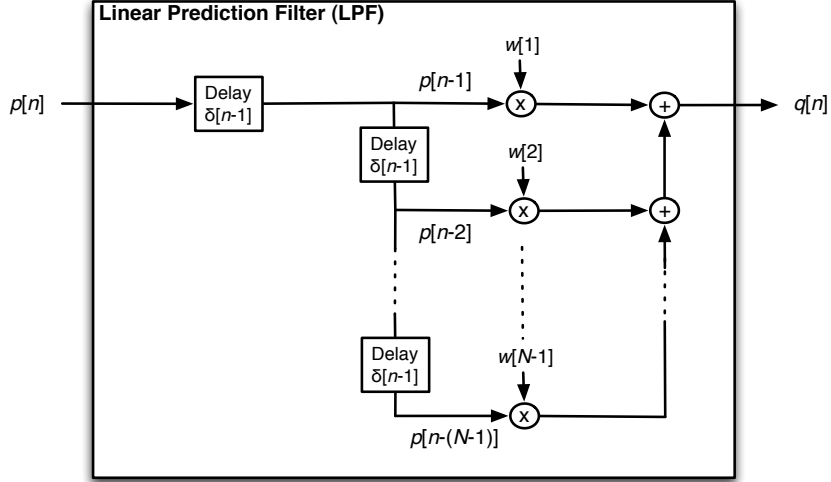 Linear Prediction Filter (LPF)
w[1]
p[n]
Delay
δ[n-1]
p[n-1]
x
+
q[n]
Delay
δ[n-1]
w[2]
x
+
p[n-2]
Delay
δ[n-1]
w[N-1]
x
p[n-(N-1)]